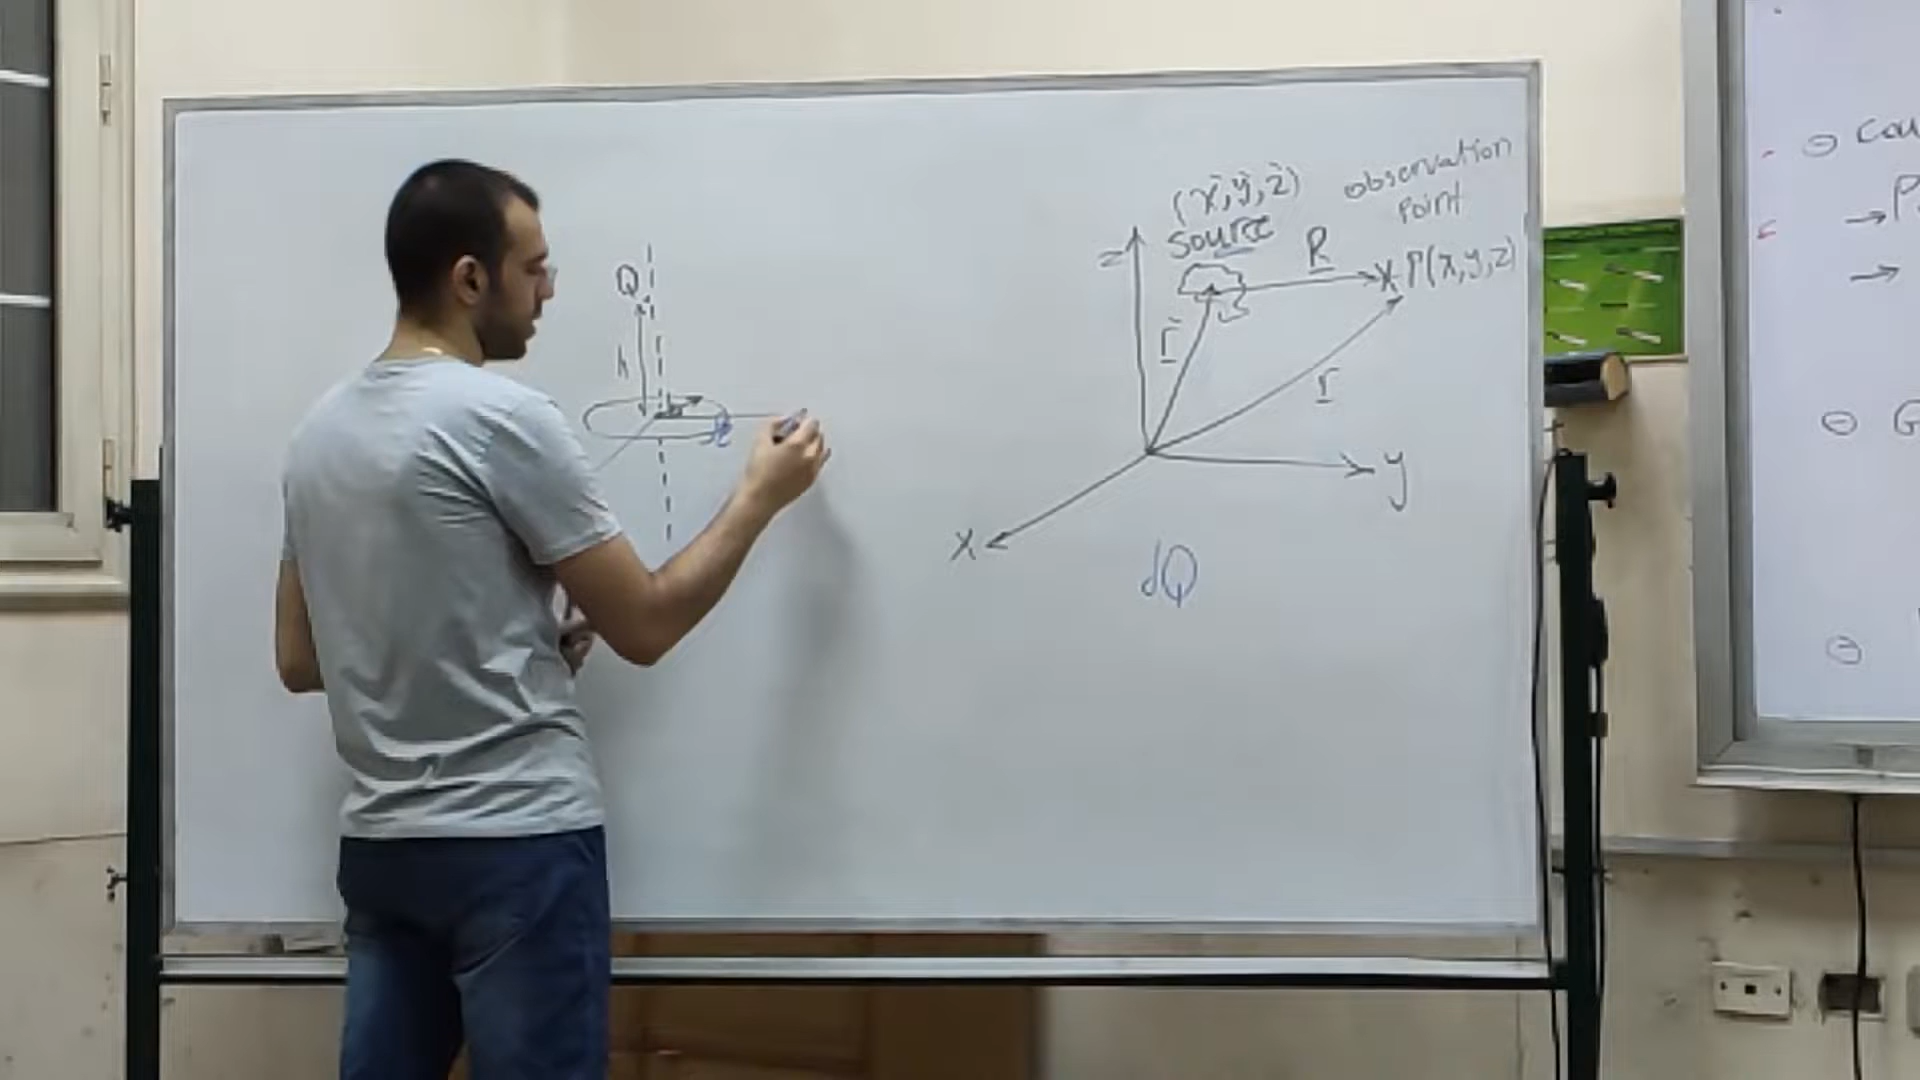 Q
h
(x̀, ỳ, z̀)
source
observation
point
R
P(x,y,z)
z
r̀
r
y
x
dQ
⊖ Cou
→
→
⊖ G
⊖